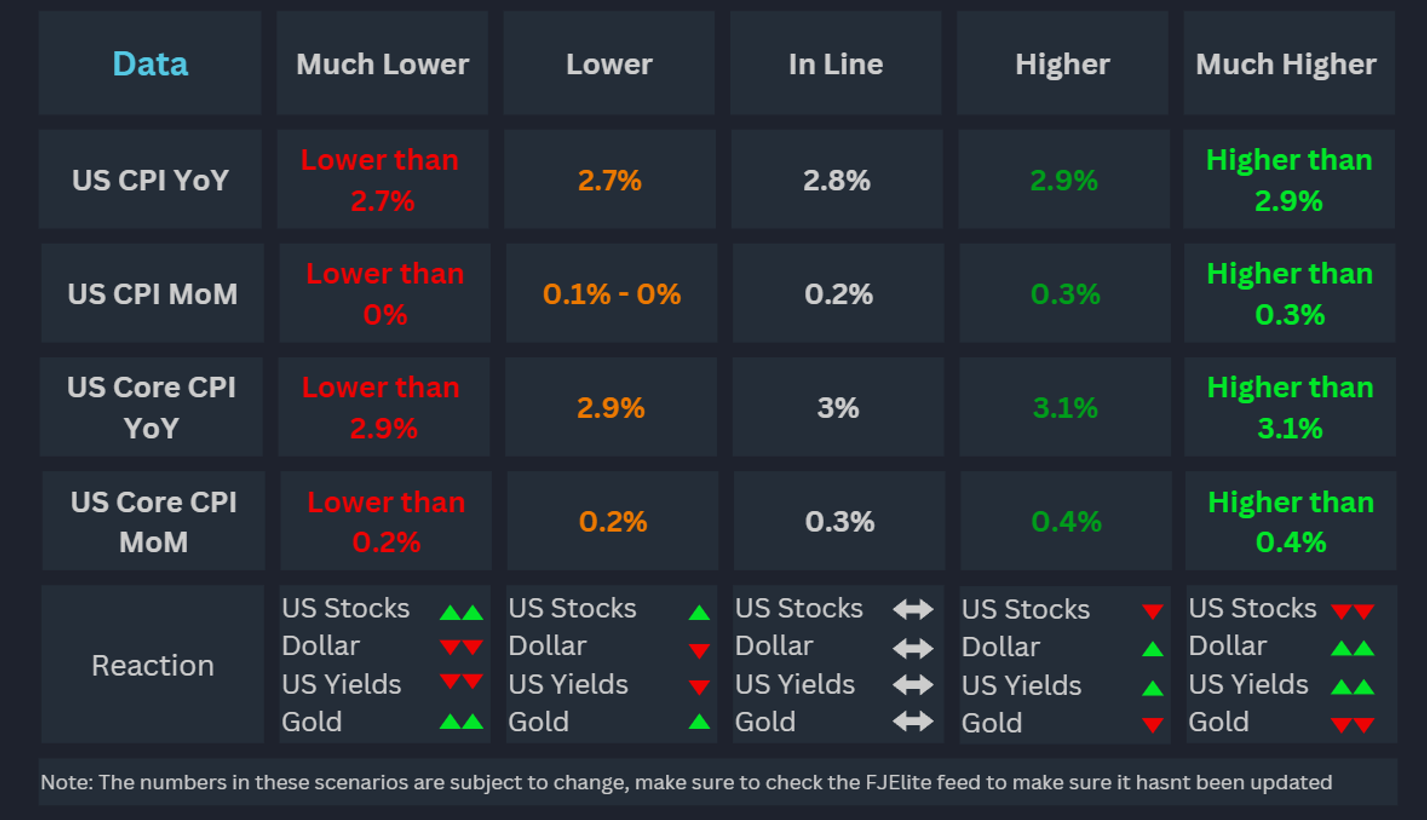 Data
Much Lower
Lower
In Line
Higher
Much Higher
US CPI YoY
Lower than
2.7%
2.7%
2.8%
2.9%
Higher than
2.9%
US CPI MoM
Lower than
0%
0.1% - 0%
0.2%
0.3%
Higher than
0.3%
US Core CPI
YoY
Lower than
2.9%
2.9%
3%
3.1%
Higher than
3.1%
US Core CPI
MoM
Lower than
0.2%
0.2%
0.3%
0.4%
Higher than
0.4%
Reaction
US Stocks
Dollar
US Yields
Gold
US Stocks
Dollar
US Yields
Gold
US Stocks
Dollar
US Yields
Gold
US Stocks
Dollar
US Yields
Gold
US Stocks
Dollar
US Yields
Gold
Note: The numbers in these scenarios are subject to change, make sure to check the FJElite feed to make sure it hasnt been updated